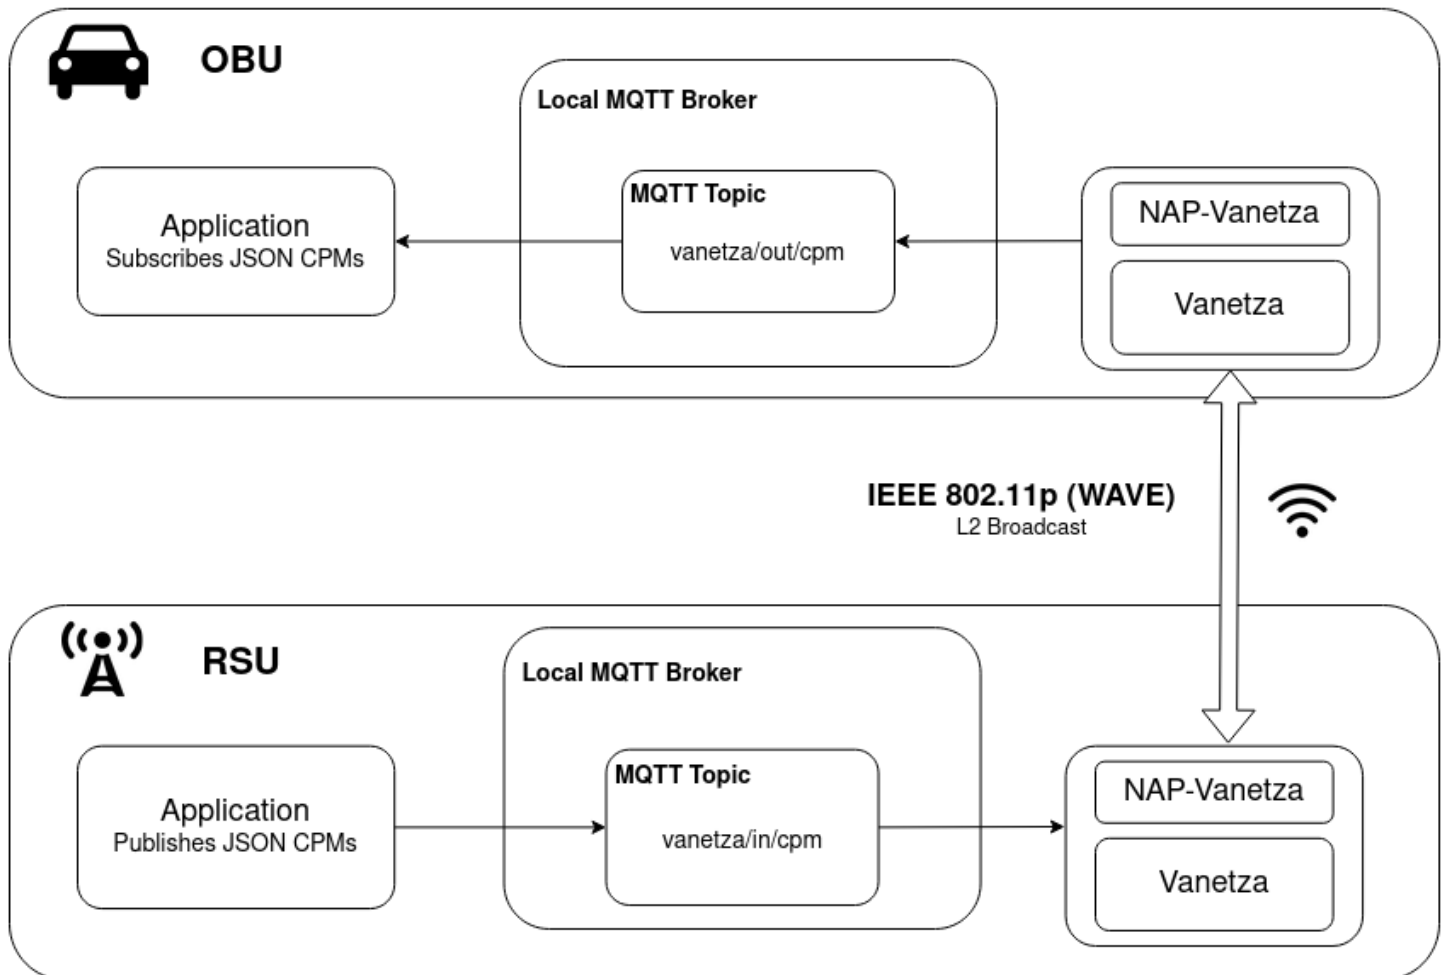 OBU
Local MQTT Broker
Application
Subscribes JSON CPMs
MQTT Topic
vanetza/out/cpm
NAP-Vanetza
Vanetza
IEEE 802.11p (WAVE)
L2 Broadcast
RSU
Local MQTT Broker
Application
Publishes JSON CPMs
MQTT Topic
vanetza/in/cpm
NAP-Vanetza
Vanetza